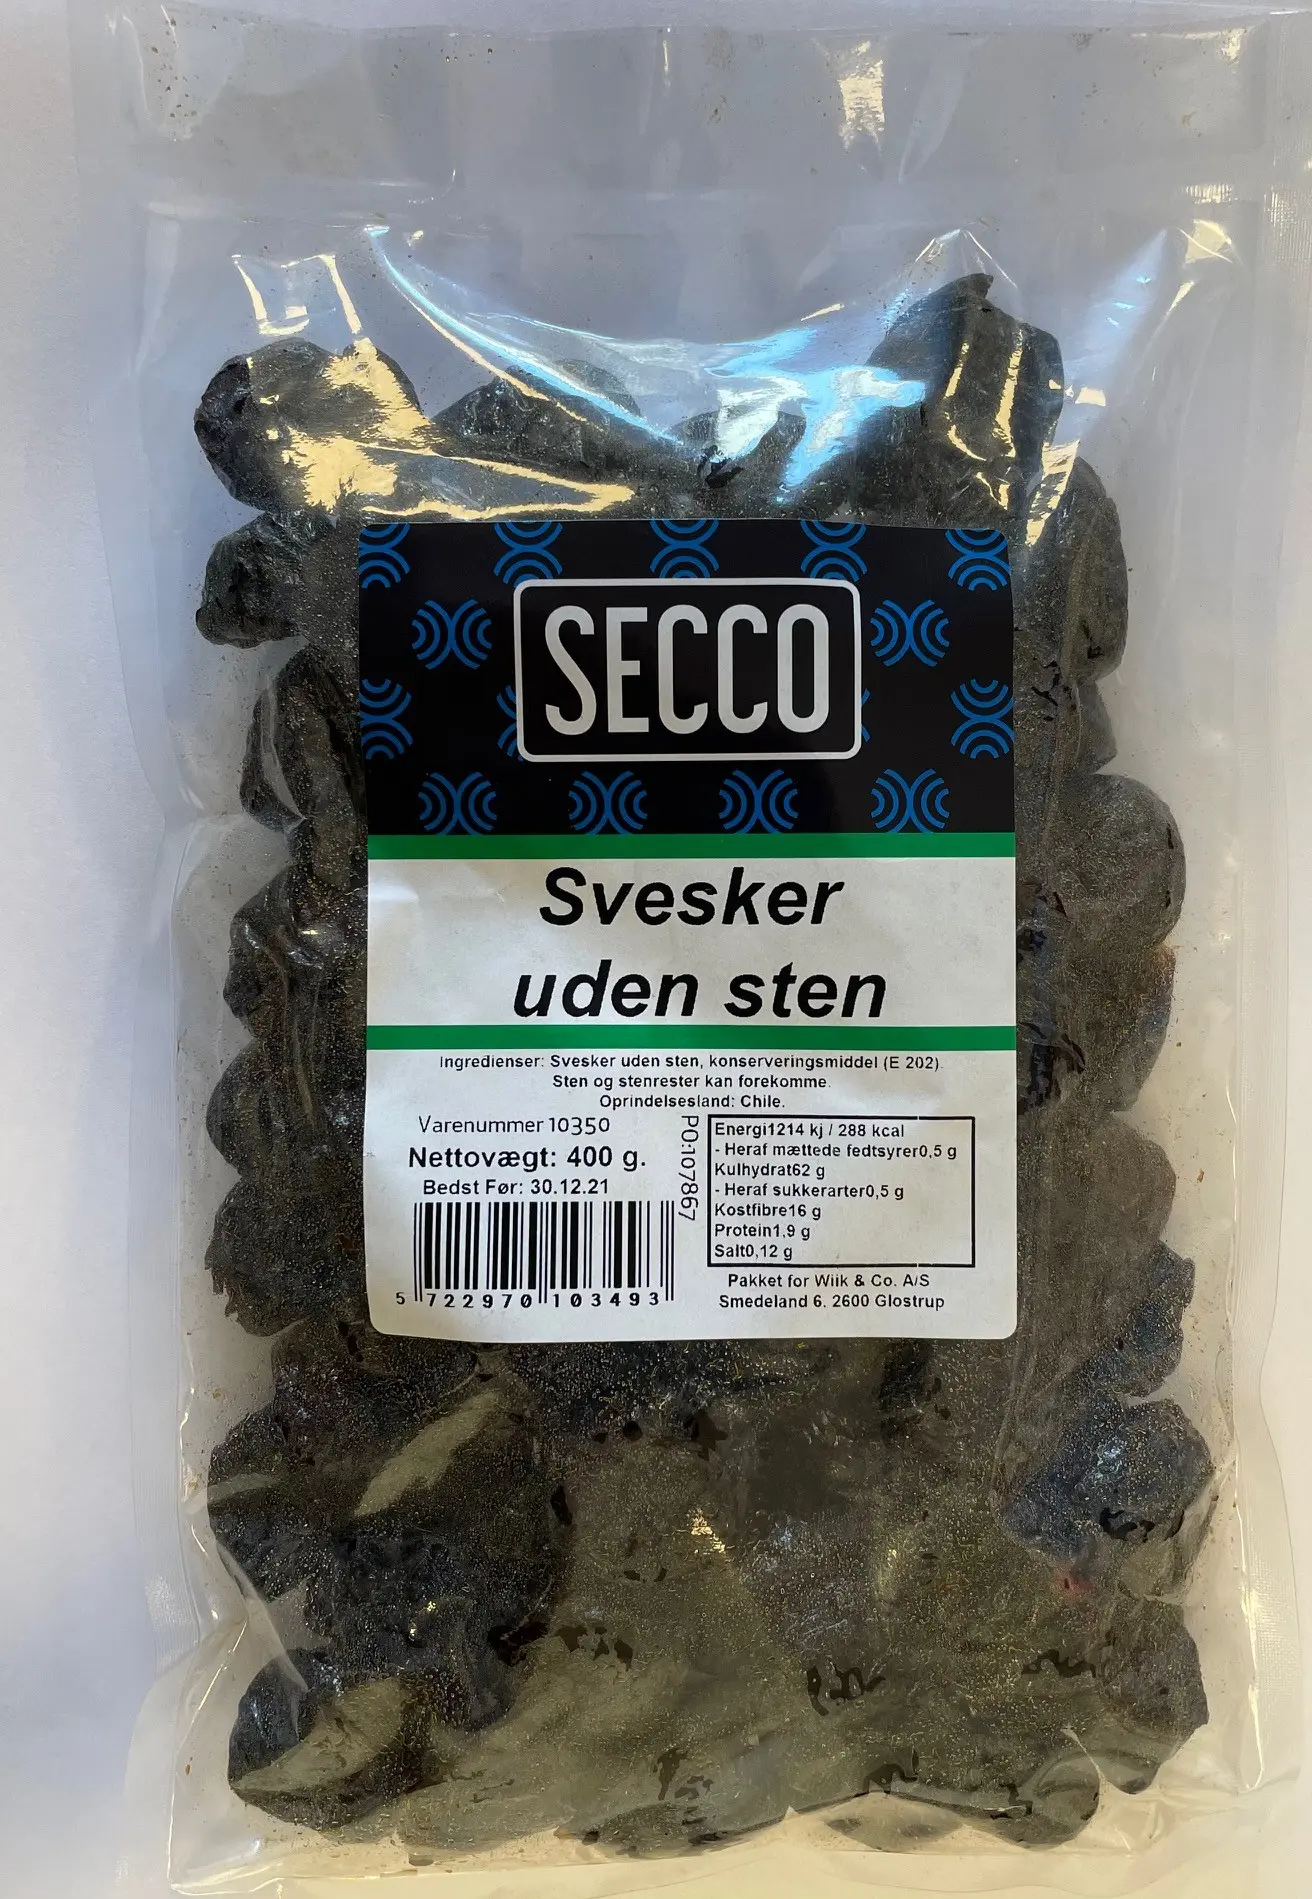 SECCO
Svesker
uden sten
Ingredienser: Svesker uden sten, konserveringsmiddel (E 202).
Sten og stenrester kan forekomme.
Oprindelsesland: Chile.
Varenummer 10350
Nettovægt: 400 g.
Bedst Før: 30.12.21
5 722970 103493
PO:107867
Energi1214 kj / 288 kcal
- Heraf mættede fedtsyrer0,5 g
Kulhydrat62 g
- Heraf sukkerarter0,5 g
Kostfibre16 g
Protein1,9 g
Salt0,12 g
Pakket for Wiik & Co. A/S
Smedeland 6. 2600 Glostrup